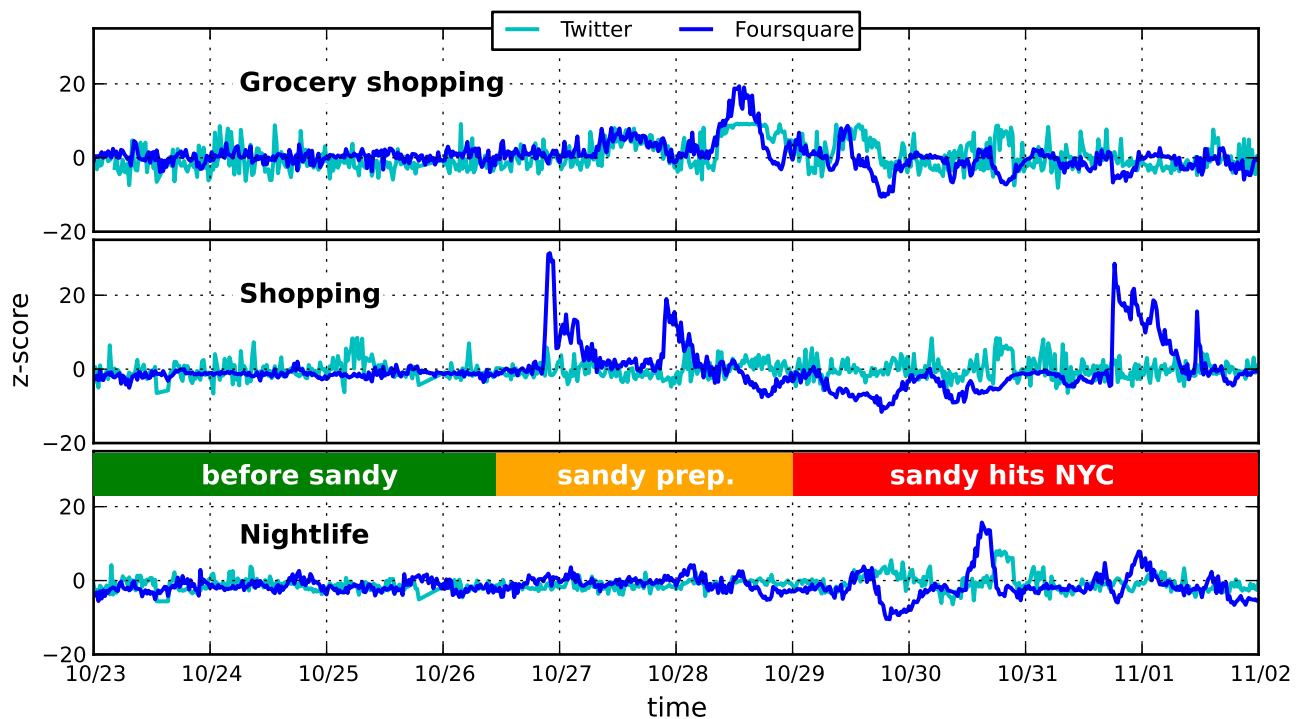 Twitter Foursquare
Grocery shopping
20
0
−20
Shopping
20
0
−20
z-score
before sandy sandy prep. sandy hits NYC
20
Nightlife
0
−20
10/23 10/24 10/25 10/26 10/27 10/28 10/29 10/30 10/31 11/01 11/02
time